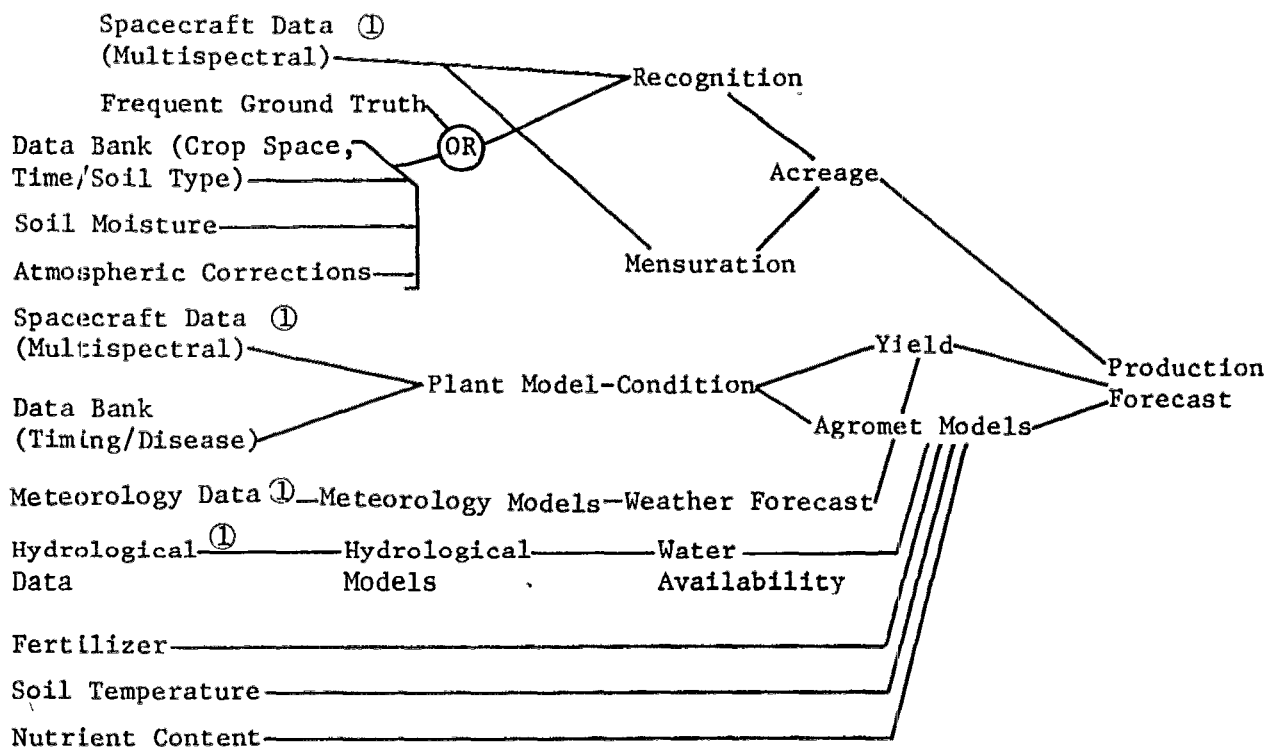 Spacecraft Data ①
(Multispectral)
Recognition
Frequent Ground Truth
OR
Data Bank (Crop Space,
Time/Soil Type)
Acreage
Soil Moisture
Mensuration
Atmospheric Corrections
Spacecraft Data ①
(Multispectral)
Yield
Plant Model-Condition
Production
Forecast
Data Bank
(Timing/Disease)
Agromet Models
Meteorology Data ① Meteorology Models Weather Forecast
Hydrological ① Hydrological Water
Data Models Availability
Fertilizer
Soil Temperature
Nutrient Content